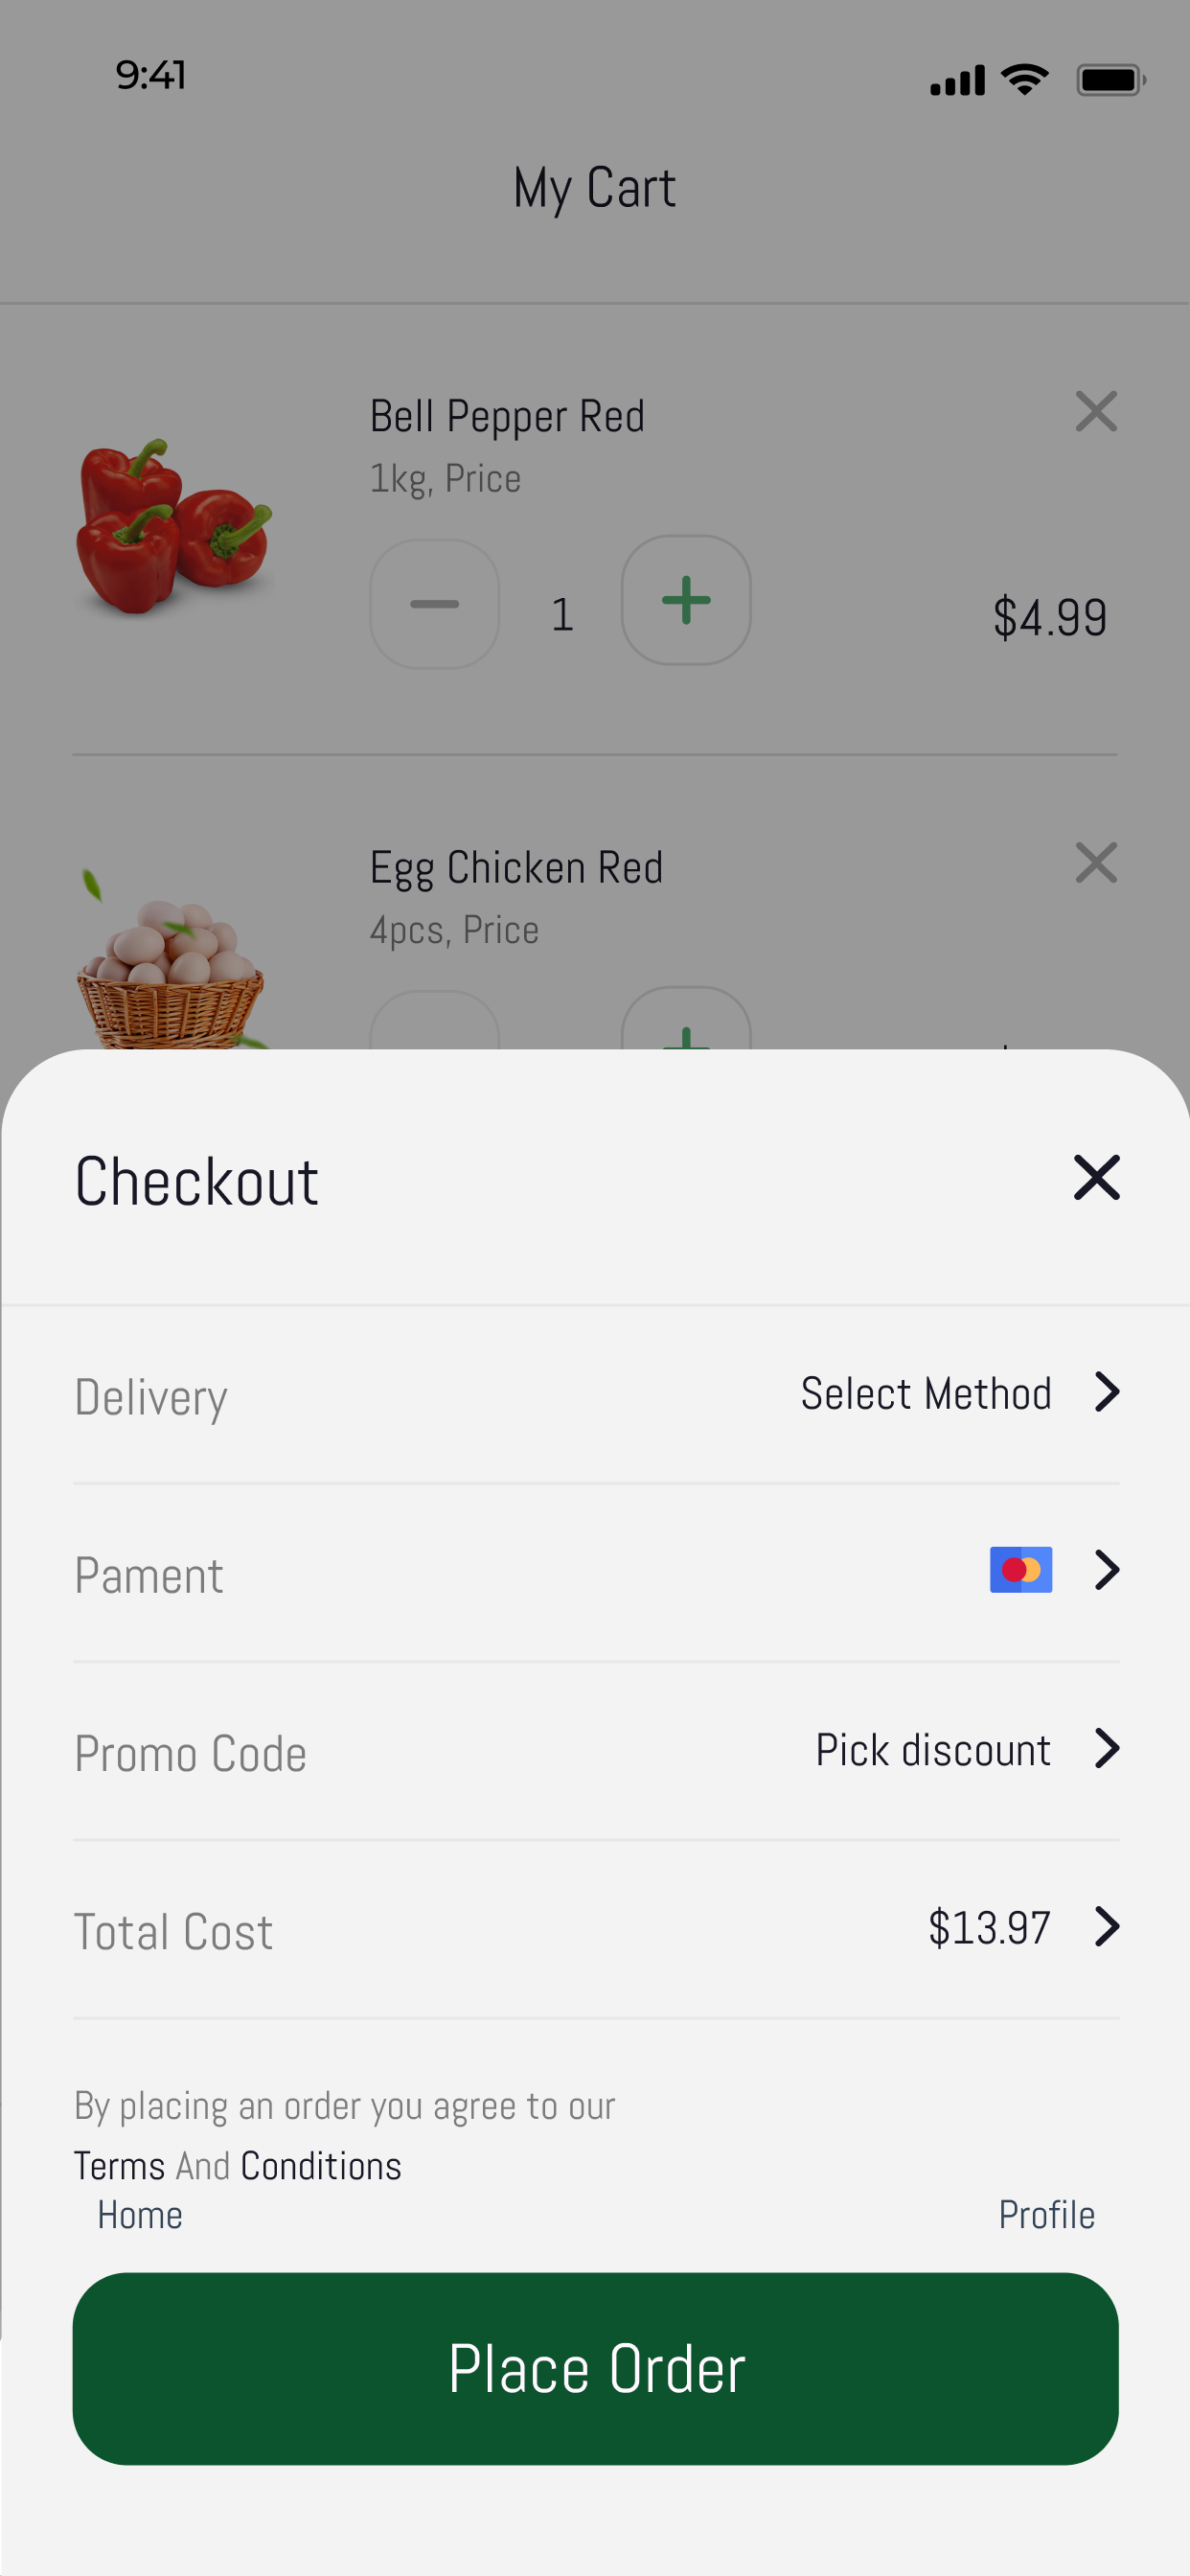 9:41
My Cart
Bell Pepper Red
1kg, Price
1
$4.99
Egg Chicken Red
4pcs, Price
Checkout
Delivery
Select Method
Pament
Promo Code
Pick discount
Total Cost
$13.97
By placing an order you agree to our
Terms And Conditions
Home
Profile
Place Order